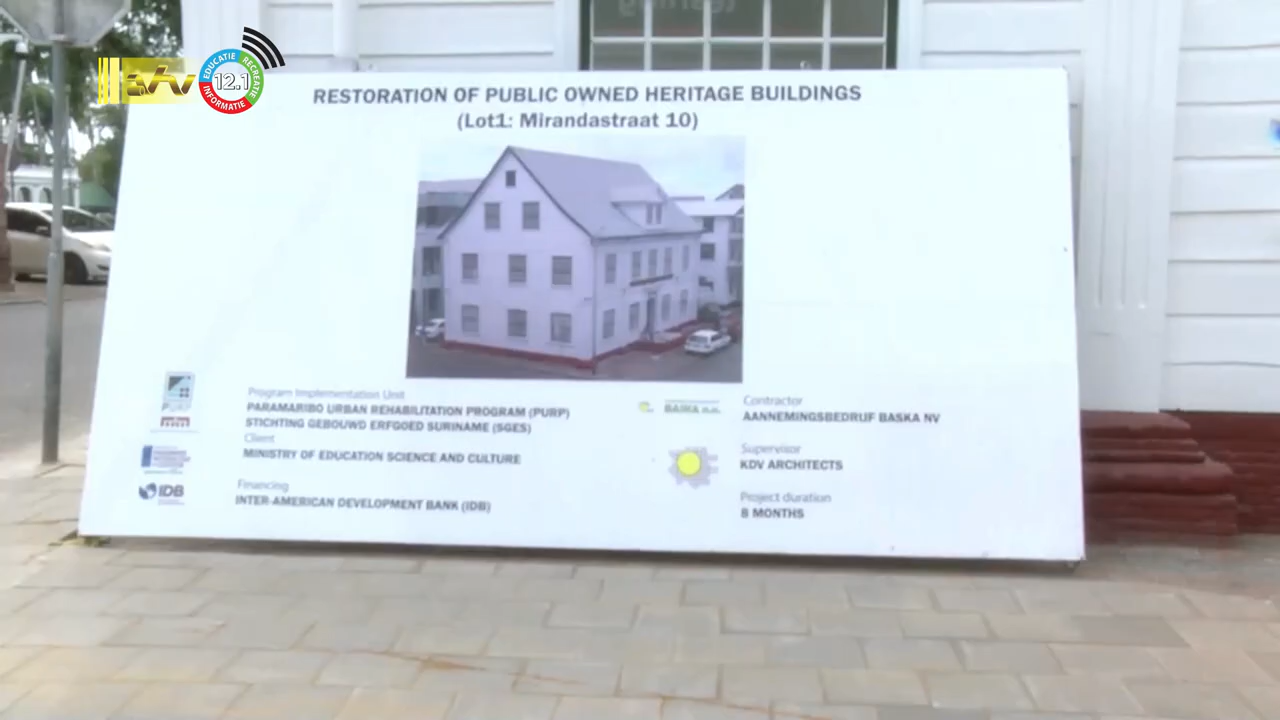 EDUCATIE
RECREATIE
INFORMATIE
12.1
RESTORATION OF PUBLIC OWNED HERITAGE BUILDINGS
(Lot1: Mirandastraat 10)
Program Implementation Unit
PARAMARIBO URBAN REHABILITATION PROGRAM (PURP)
STICHTING GEBOUWD ERFGOED SURINAME (SGES)
Client
MINISTRY OF EDUCATION SCIENCE AND CULTURE
Financing
IDB
INTER-AMERICAN DEVELOPMENT BANK (IDB)
BASKA n.v.
Contractor
AANNEMINGSBEDRIJF BASKA NV
Supervisor
KDV ARCHITECTS
Project duration
8 MONTHS